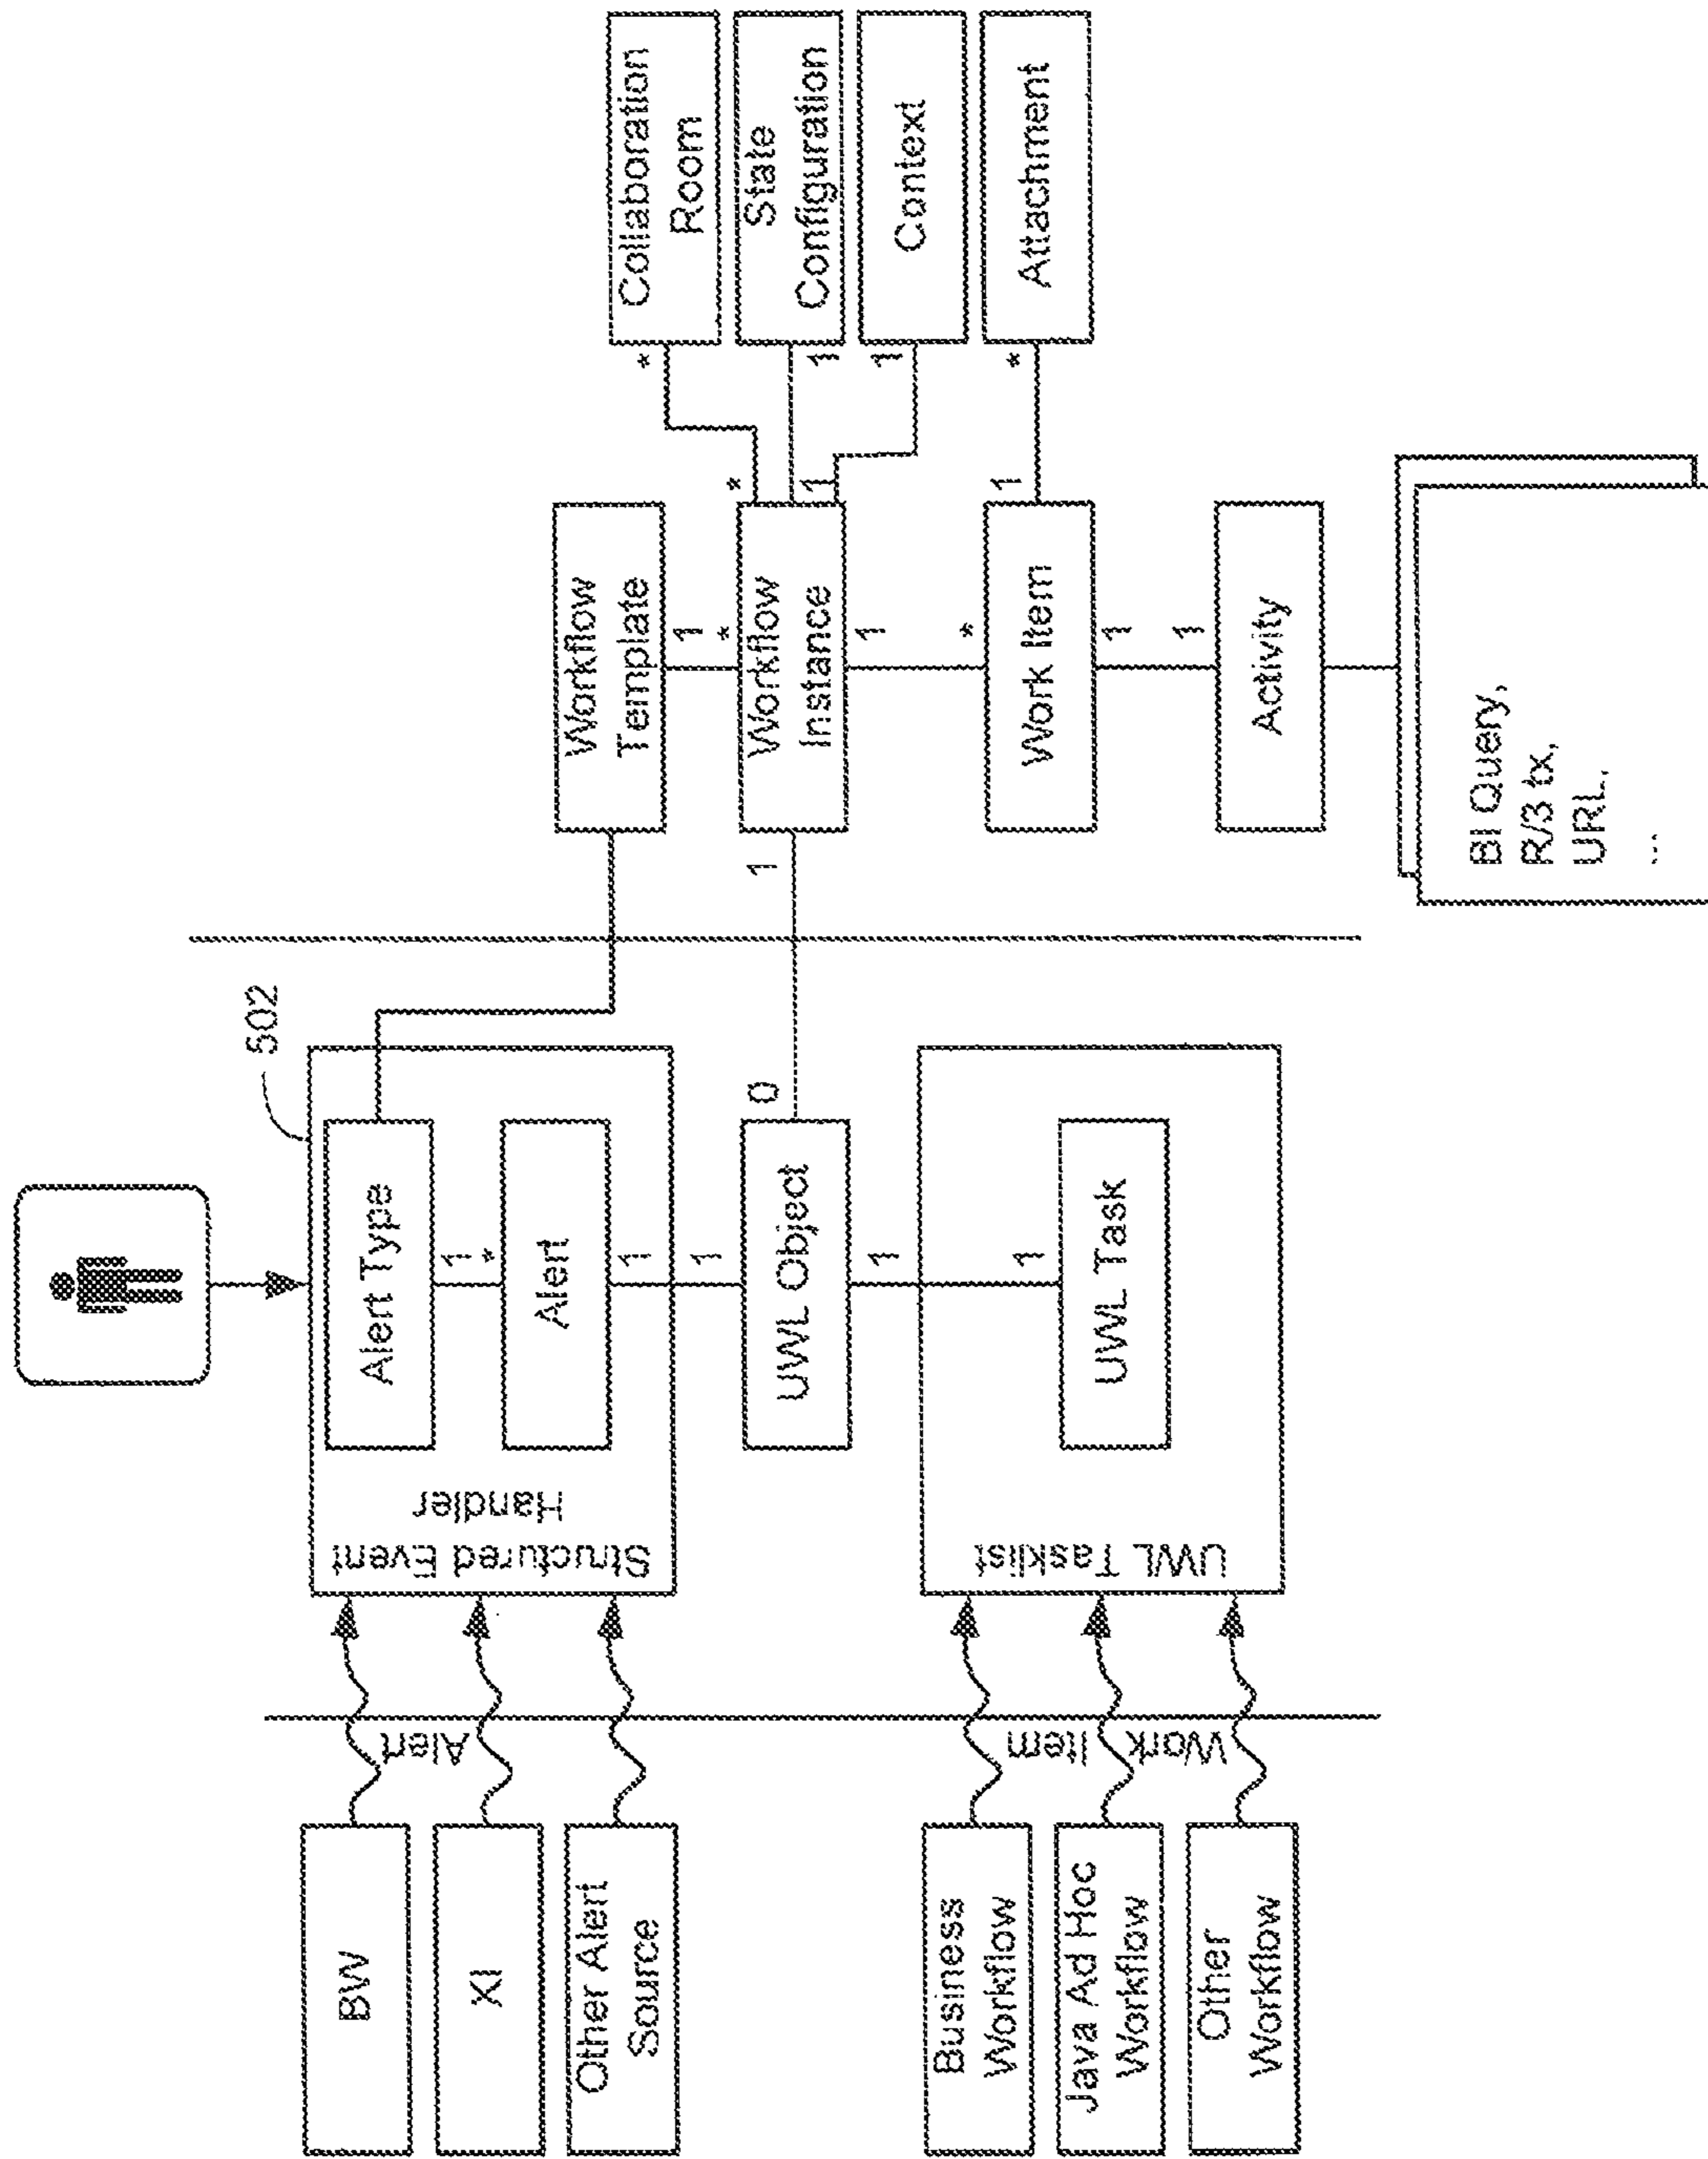 BW
XI
Other Alert
Source
Business
Workflow
Java Ad Hoc
Workflow
Other
Workflow
Alert
Work
Item
Structured Event
Handler
502
Alert Type
1
*
Alert
1
1
UWL Object
0
1
1
1
UWL Tasklist
UWL Task
Workflow
Template
1
*
Workflow
Instance
*
1
1
*
Work Item
1
1
1
Activity
BI Query,
R/3 tx,
URL,
...
Collaboration
Room
*
State
Configuration
1
Context
1
Attachment
*